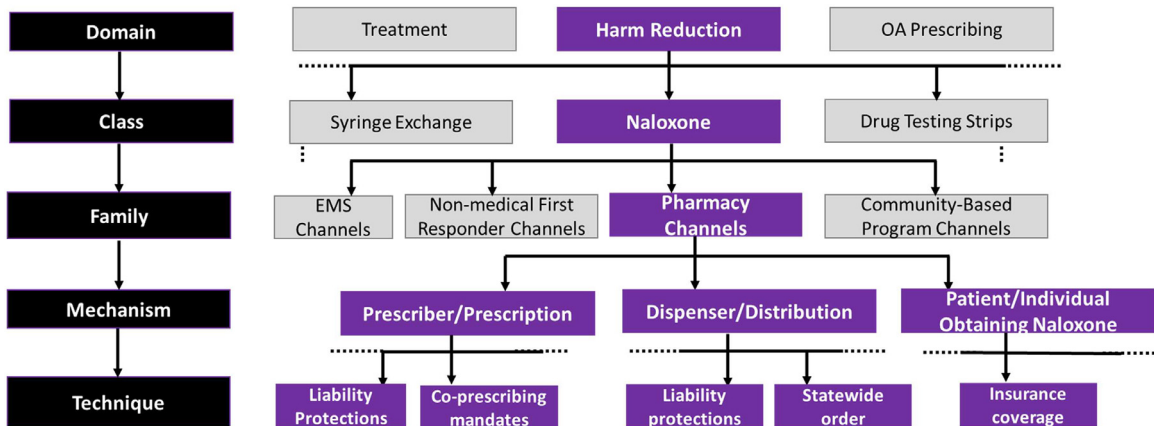 Domain
Treatment
Harm Reduction
OA Prescribing
Class
Syringe Exchange
Naloxone
Drug Testing Strips
Family
EMS
Channels
Non-medical First
Responder Channels
Pharmacy
Channels
Community-Based
Program Channels
Mechanism
Prescriber/Prescription
Dispenser/Distribution
Patient/Individual
Obtaining Naloxone
Technique
Liability
Protections
Co-prescribing
mandates
Liability
protections
Statewide
order
Insurance
coverage